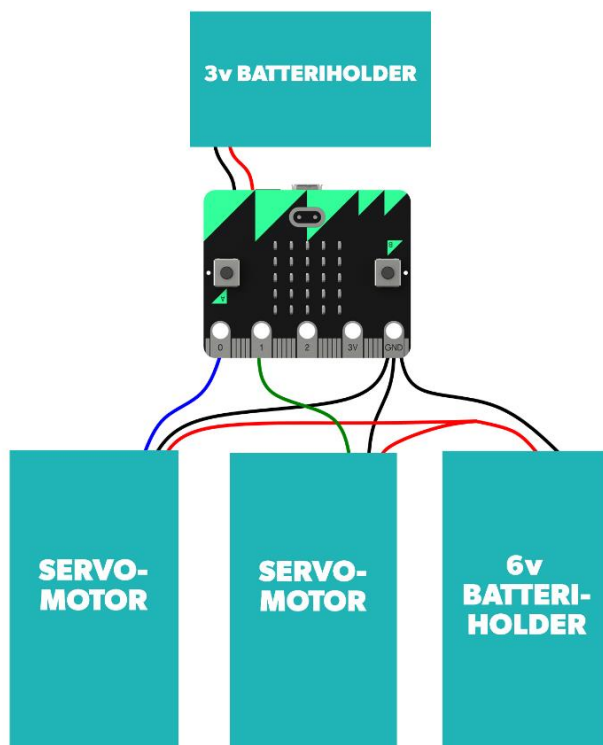 3v BATTERIHOLDER
B
A
0 1 2 3V GND
SERVO-
MOTOR
SERVO-
MOTOR
6v
BATTERI-
HOLDER